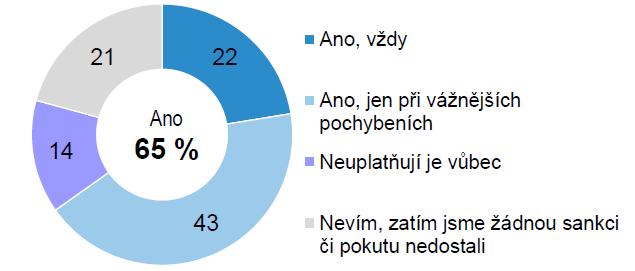 21
22
14
43
Ano
65 %
Ano, vždy
Ano, jen při vážnějších
pochybeních
Neuplatňují je vůbec
Nevím, zatím jsme žádnou sankci
či pokutu nedostali